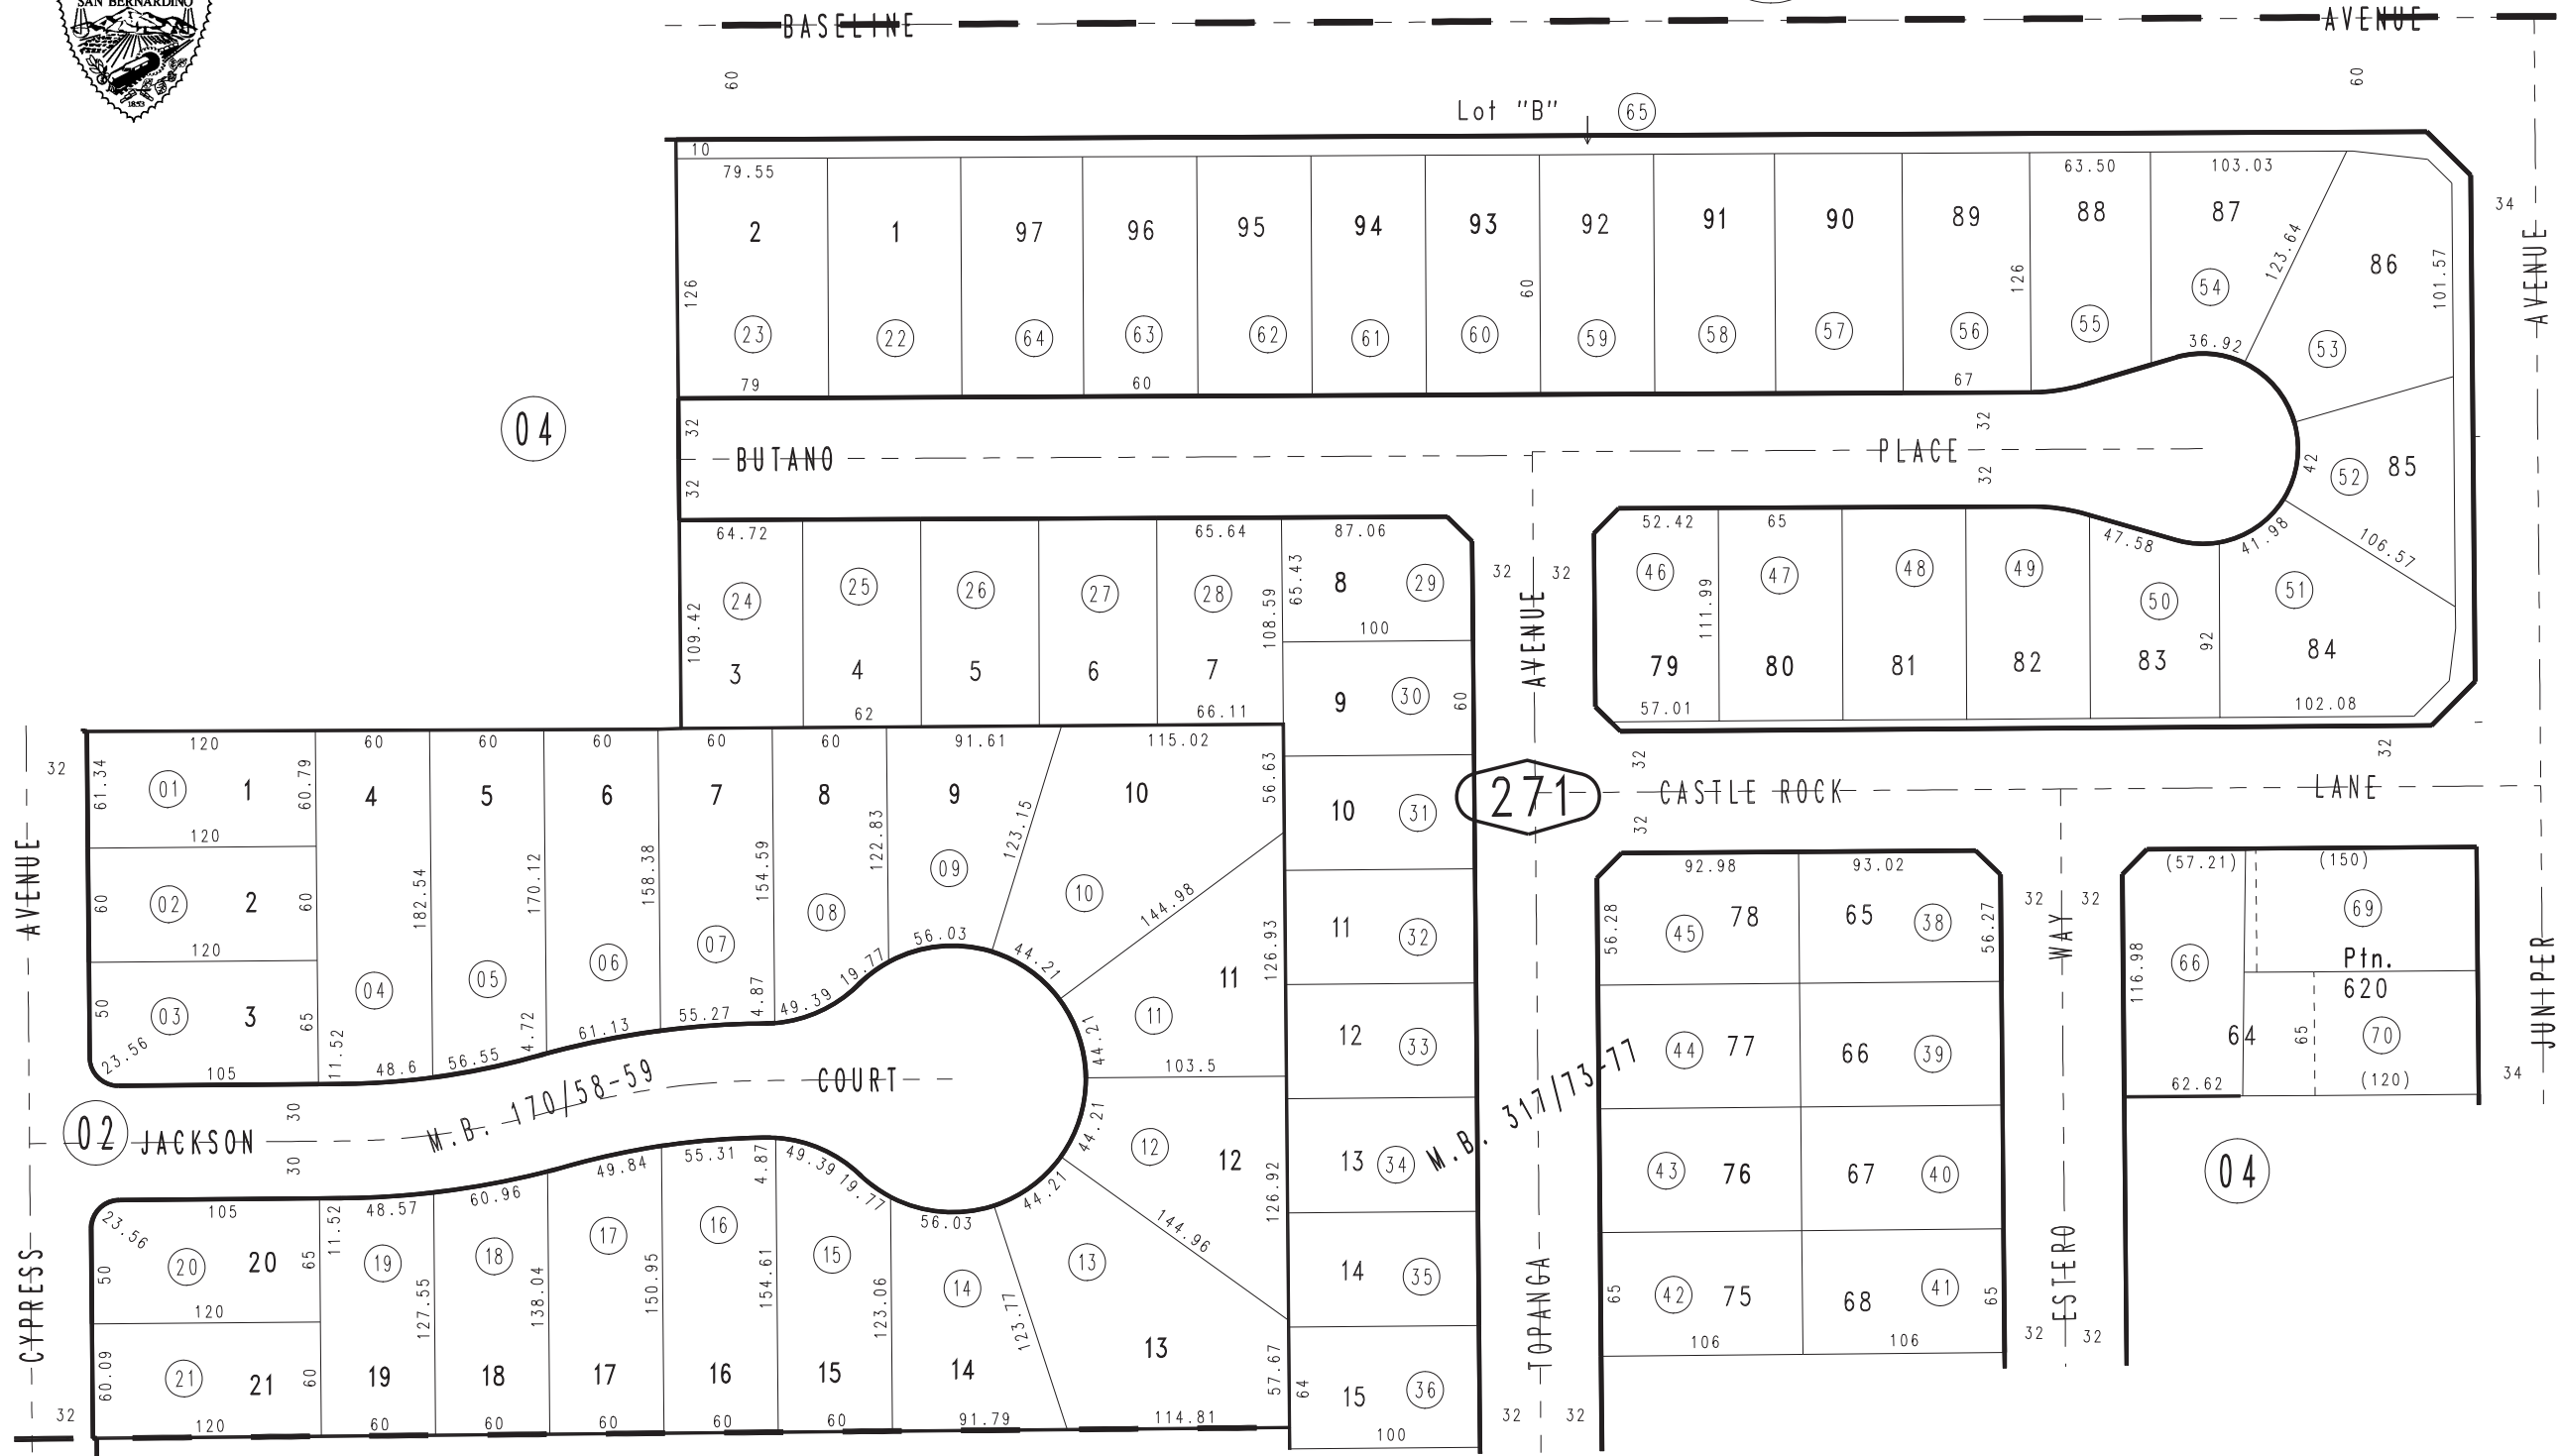 SAN BERNARDINO
1853
BASELINE AVENUE
60 60
Lot "B" 65
10
79.55 63.50 103.03
34
2 1 97 96 95 94 93 92 91 90 89 88 87 86
126 60 126 123.64 101.57
23 22 64 63 62 61 60 59 58 57 56 55 54 53
79 60 67 36.92
04
32 32
BUTANO PLACE
32 32
42 52 85
64.72 65.64 87.06 52.42 65 47.58 41.98 106.57
24 25 26 27 28 65.43 8 29 32 32 46 47 48 49 50 51
109.42 108.59 100 111.99 92
3 4 5 6 7 79 80 81 82 83 84
9 30 60
62 66.11 57.01 102.08
AVENUE
AVENUE
120 60 60 60 60 60 91.61 115.02
32 61.34 01 1 60.79 4 5 6 7 8 9 10 56.63
32 32
271
CASTLE ROCK LANE
10 31 32
120 123.15
60 02 2 60 182.54 170.12 158.38 154.59 122.83 09 10 144.98
92.98 93.02 (57.21) (150)
56.28 45 78 65 38 56.27 32 32 69
11 32
120 04 05 06 07 08 56.03 44.21 126.93 11
WAY 116.98 66 Ptn.
620
50 03 3 65 11.52 4.72 4.87 19.77 49.39 11 44.21
12 33 44 77 66 39 64 65 70
23.56 105 48.6 56.55 61.13 55.27 103.5
62.62 (120) 34
AVENUE
JUNIPER
M.B. 170/58-59
COURT
M.B. 317/73-77
30
02 JACKSON
30
44.21 12 12 126.92
13 34 43 76 67 40 04
23.56 105 11.52 48.57 60.96 49.84 55.31 4.87 49.39 19.77 56.03 44.21 144.96
50 20 20 65 19 18 17 16 15 14 13
120 127.55 138.04 150.95 154.61 123.06 123.77
14 35 65 42 75 68 41 65
106 106 32 32
TOPANGA
ESTERO
CYPRESS
60.09 21 21 60 19 18 17 16 15 14 13 57.67
64 15 36
32 120 60 60 60 60 60 91.79 114.81
100 32 32